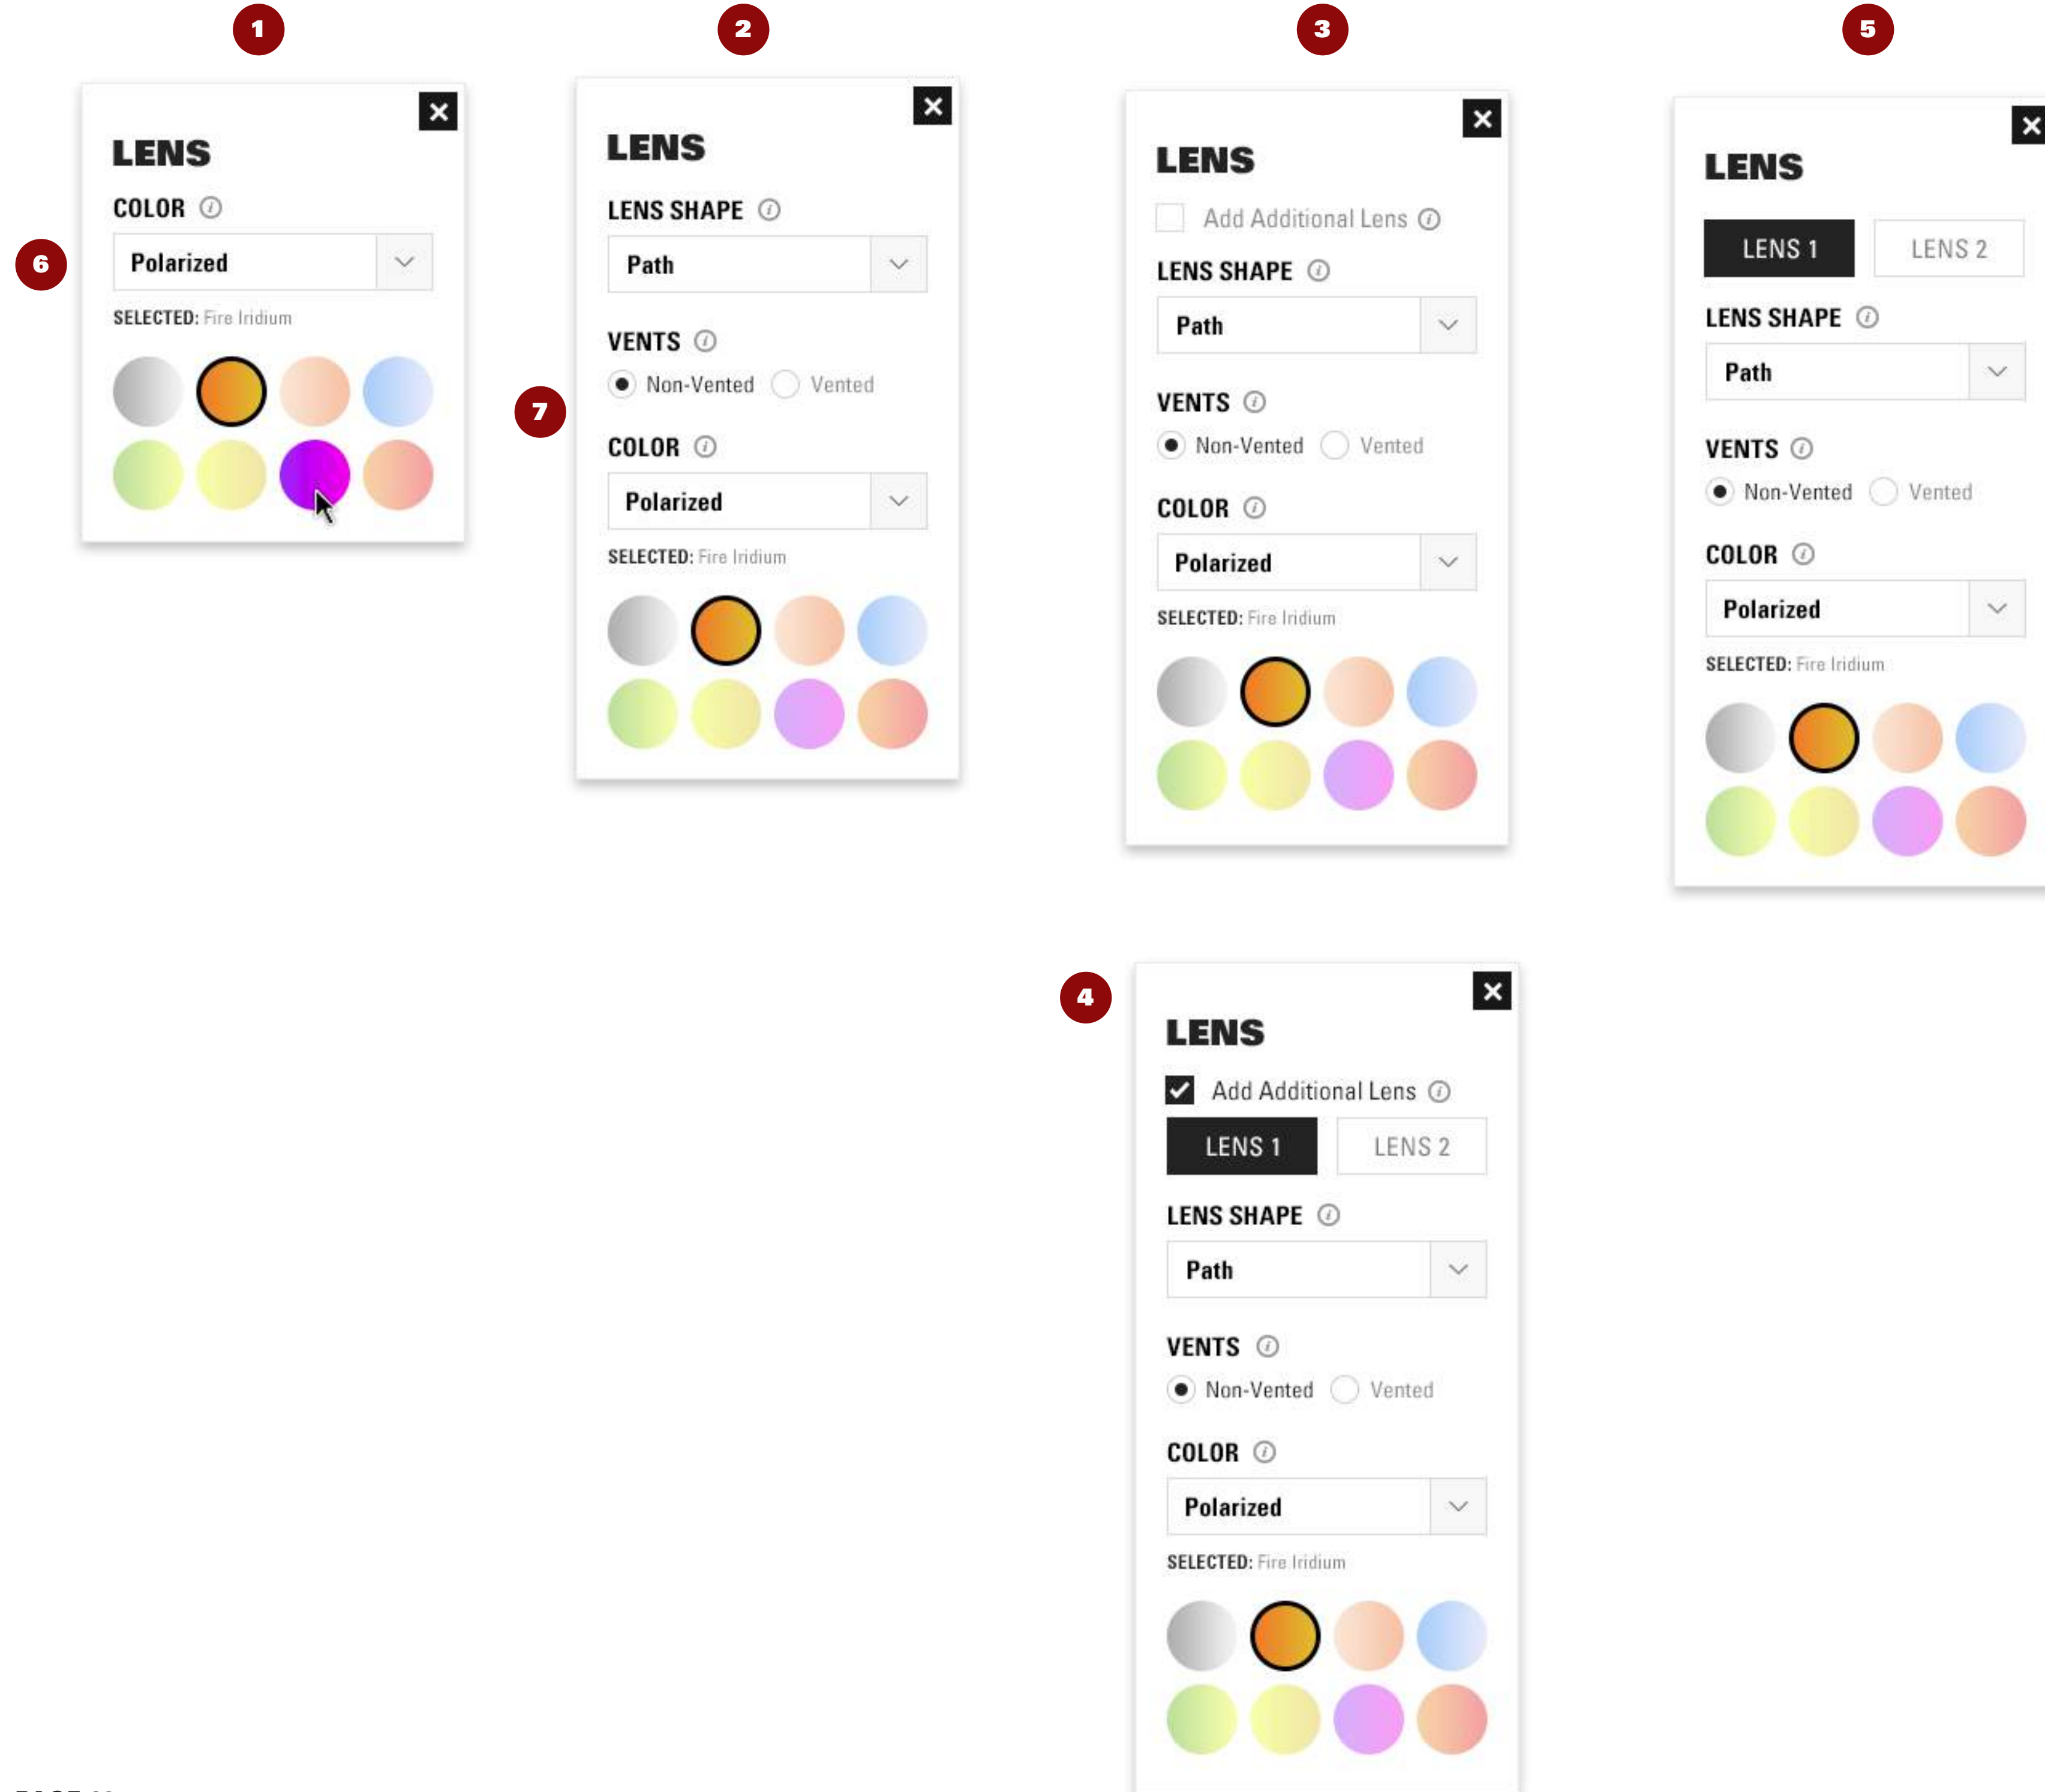 1
2
3
5
LENS
COLOR
6
Polarized
SELECTED: Fire Iridium
LENS
LENS SHAPE
Path
VENTS
Non-Vented Vented
7
COLOR
Polarized
SELECTED: Fire Iridium
LENS
Add Additional Lens
LENS SHAPE
Path
VENTS
Non-Vented Vented
COLOR
Polarized
SELECTED: Fire Iridium
LENS
LENS 1 LENS 2
LENS SHAPE
Path
VENTS
Non-Vented Vented
COLOR
Polarized
SELECTED: Fire Iridium
4
LENS
Add Additional Lens
LENS 1 LENS 2
LENS SHAPE
Path
VENTS
Non-Vented Vented
COLOR
Polarized
SELECTED: Fire Iridium